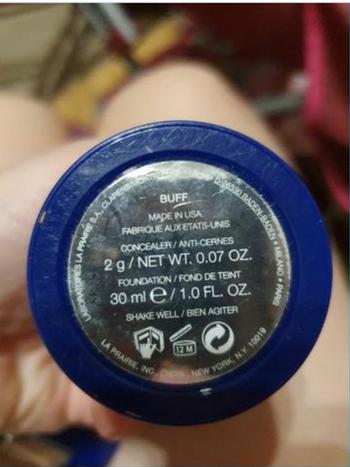 BUFF
MADE IN USA
FABRIQUE AUX ETATS-UNIS
CONCEALER / ANTI-CERNES
2 g / NET WT. 0.07 OZ.
FOUNDATION / FOND DE TEINT
30 ml e / 1.0 FL. OZ.
SHAKE WELL / BIEN AGITER
12 M
LABORATOIRES LA PRAIRIE S.A.
BADEN-BADEN • MILANO • PARIS
LA PRAIRIE, INC. NEW YORK, N.Y. 10019